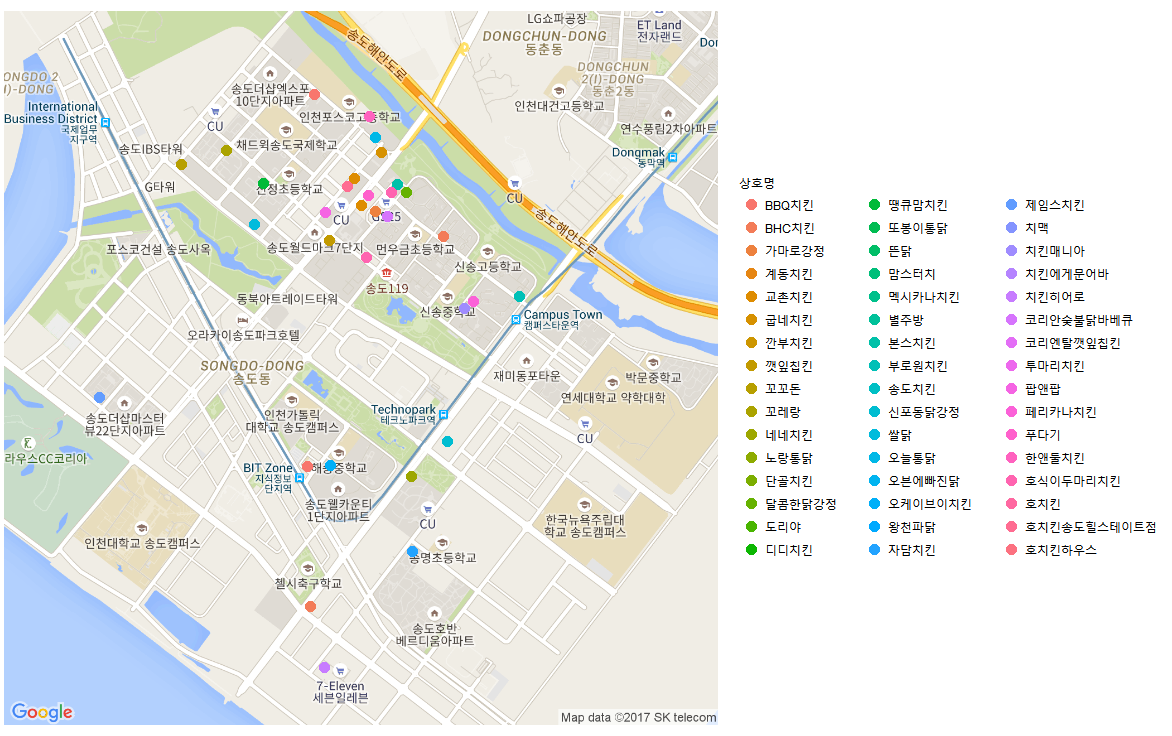 LG쇼파공장
ET Land
전자랜드
DONGCHUN-DONG
동춘동
송도해안도로
DONGCHUN
2(I)-DONG
동춘2동
ONGDO 2
I)-DONG
송도더샵엑스포
10단지아파트
International
Business District
국제업무
지구역
CU
인천포스코고등학교
인천대건고등학교
연수풍림2차아파트
송도IBS타워
채드윅송도국제학교
Dongmak
동막역
G타워
신정초등학교
CU
CU
GS25
송도해안도로
포스코건설 송도사옥
송도월드마크7단지
먼우금초등학교
신송고등학교
송도119
동북아트레이드타워
신송중학교
Campus Town
캠퍼스타운역
오라카이송도파크호텔
SONGDO-DONG
송도동
재미동포타운
박문중학교
연세대학교 약학대학
송도더샵마스터
뷰22단지아파트
인천가톨릭
대학교 송도캠퍼스
Technopark
테크노파크역
CU
라우스CC코리아
BIT Zone
지식정보
단지역
해송중학교
송도웰카운티
1단지아파트
CU
한국뉴욕주립대
학교 송도캠퍼스
인천대학교 송도캠퍼스
송명초등학교
첼시축구학교
송도호반
베르디움아파트
7-Eleven
세븐일레븐
Google
Map data ©2017 SK telecom
상호명
BBQ치킨
BHC치킨
가마로강정
계동치킨
교촌치킨
굽네치킨
깐부치킨
깻잎칩킨
꼬꼬돈
꼬레랑
네네치킨
노랑통닭
단골치킨
달콤한닭강정
도리야
디디치킨
땡큐맘치킨
또봉이통닭
뜬닭
맘스터치
멕시카나치킨
별주방
본스치킨
부로원치킨
송도치킨
신포동닭강정
쌀닭
오늘통닭
오븐에빠진닭
오케이브이치킨
왕천파닭
자담치킨
제임스치킨
치맥
치킨매니아
치킨에게문어바
치킨히어로
코리안숯불닭바베큐
코리엔탈깻잎칩킨
투마리치킨
팝앤팝
페리카나치킨
푸다기
한앤둘치킨
호식이두마리치킨
호치킨
호치킨송도힐스테이트점
호치킨하우스